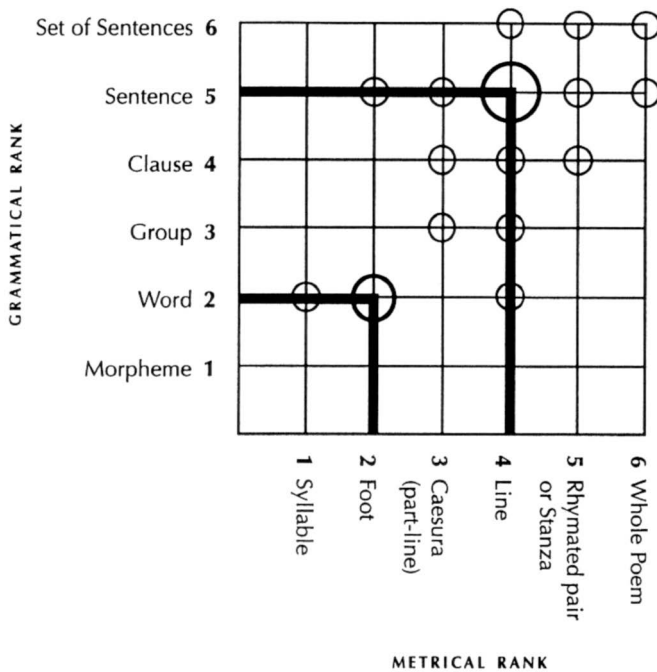 Set of Sentences 6
Sentence 5
Clause 4
Group 3
Word 2
Morpheme 1
GRAMMATICAL RANK
1 Syllable
2 Foot
3 Caesura
(part-line)
4 Line
5 Rhymated pair
or Stanza
6 Whole Poem
METRICAL RANK